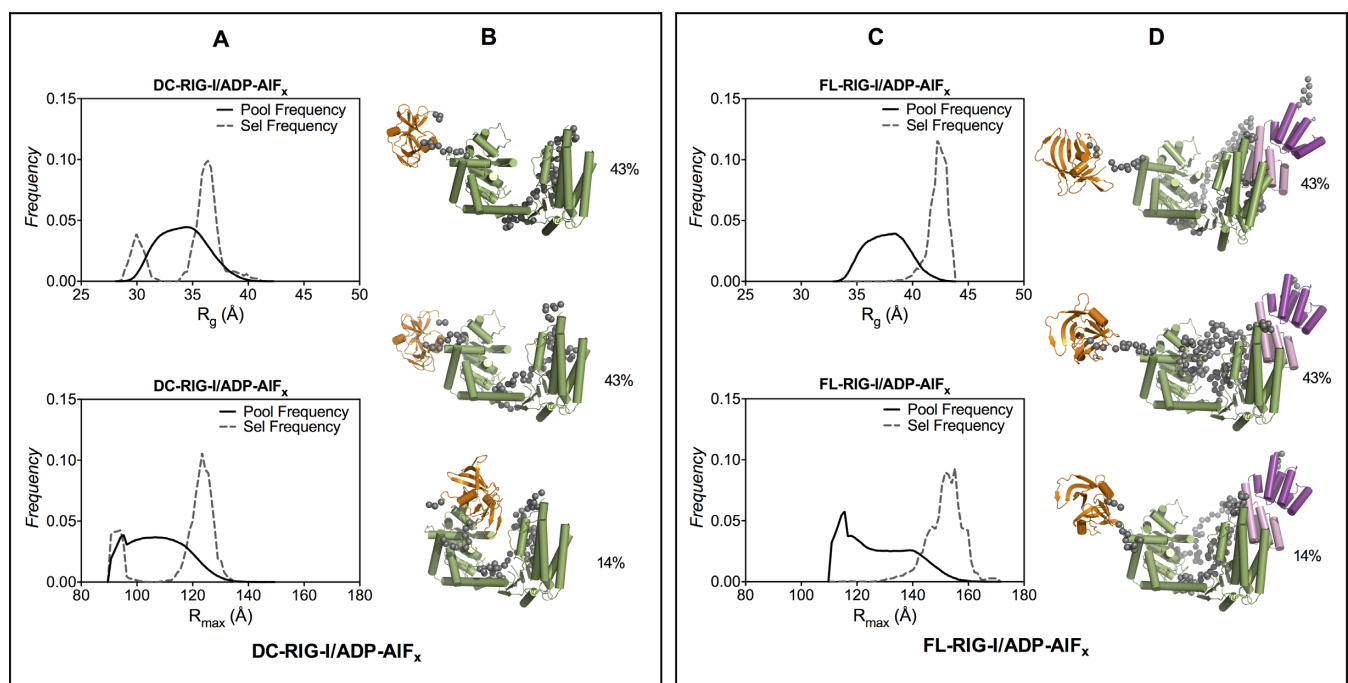 A
B
DC-RIG-I/ADP-AlFx
Pool Frequency
Sel Frequency
0.15
0.10
0.05
0.00
Frequency
25 30 35 40 45 50
Rg (Å)
43%
43%
DC-RIG-I/ADP-AlFx
Pool Frequency
Sel Frequency
0.15
0.10
0.05
0.00
Frequency
80 100 120 140 160 180
Rmax (Å)
14%
DC-RIG-I/ADP-AlFx
C
D
FL-RIG-I/ADP-AlFx
Pool Frequency
Sel Frequency
0.15
0.10
0.05
0.00
Frequency
25 30 35 40 45 50
Rg (Å)
43%
43%
FL-RIG-I/ADP-AlFx
Pool Frequency
Sel Frequency
0.15
0.10
0.05
0.00
Frequency
80 100 120 140 160 180
Rmax (Å)
14%
FL-RIG-I/ADP-AlFx